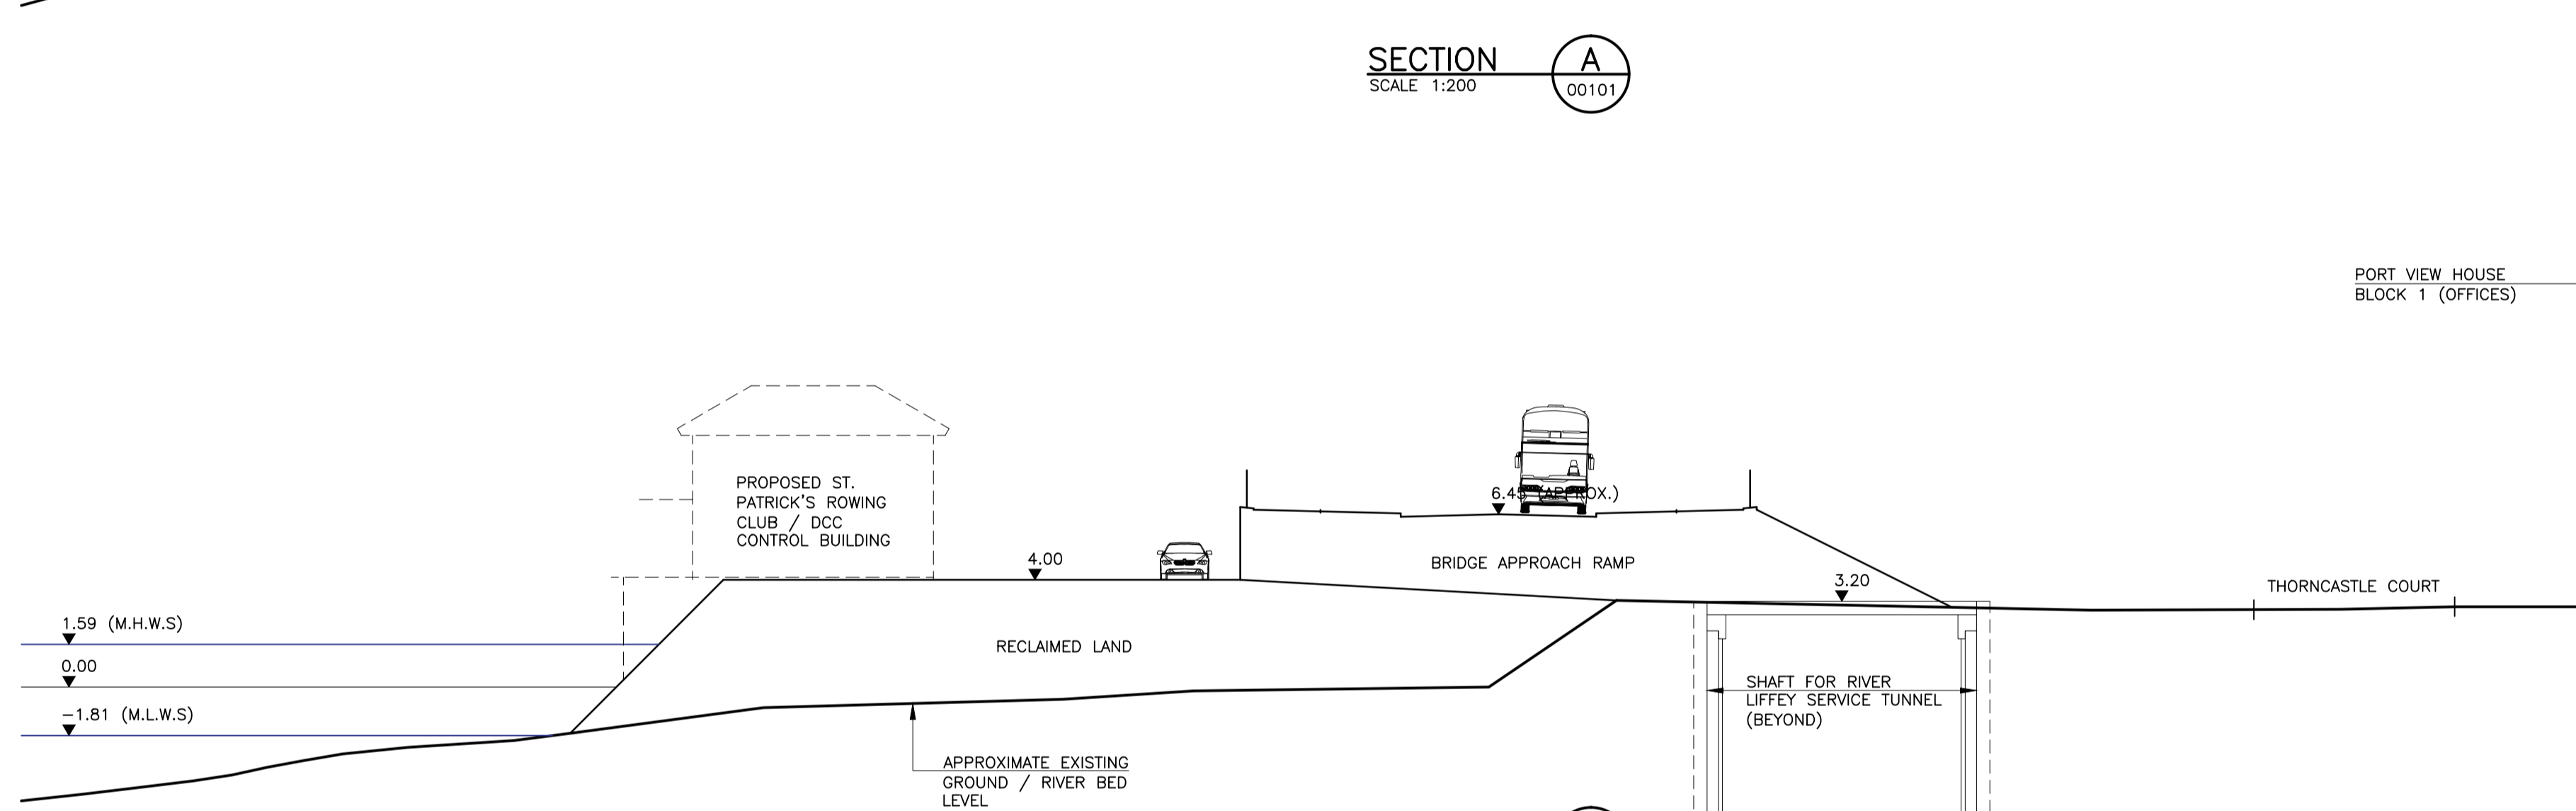 SECTION
SCALE 1:200
A
00101
PORT VIEW HOUSE
BLOCK 1 (OFFICES)
PROPOSED ST.
PATRICK'S ROWING
CLUB / DCC
CONTROL BUILDING
6.45 (APPROX.)
4.00
BRIDGE APPROACH RAMP
3.20
THORNCASTLE COURT
1.59 (M.H.W.S)
RECLAIMED LAND
0.00
-1.81 (M.L.W.S)
SHAFT FOR RIVER
LIFFEY SERVICE TUNNEL
(BEYOND)
APPROXIMATE EXISTING
GROUND / RIVER BED
LEVEL